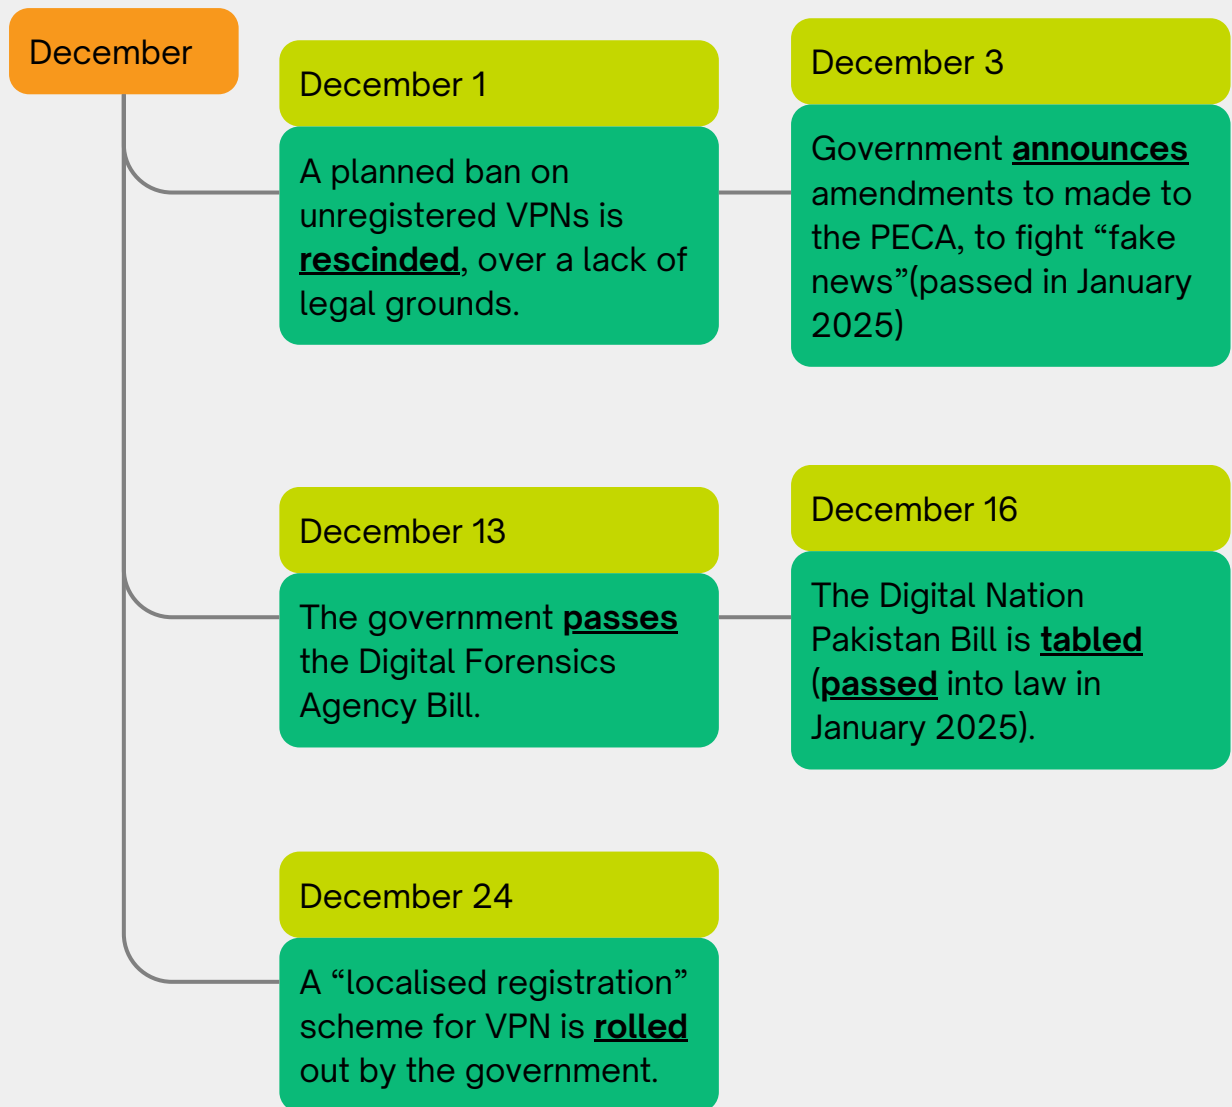 December
December 1
A planned ban on
unregistered VPNs is
rescinded, over a lack of
legal grounds.
December 3
Government announces
amendments to made to
the PECA, to fight “fake
news”(passed in January
2025)
December 13
The government passes
the Digital Forensics
Agency Bill.
December 16
The Digital Nation
Pakistan Bill is tabled
(passed into law in
January 2025).
December 24
A “localised registration”
scheme for VPN is rolled
out by the government.